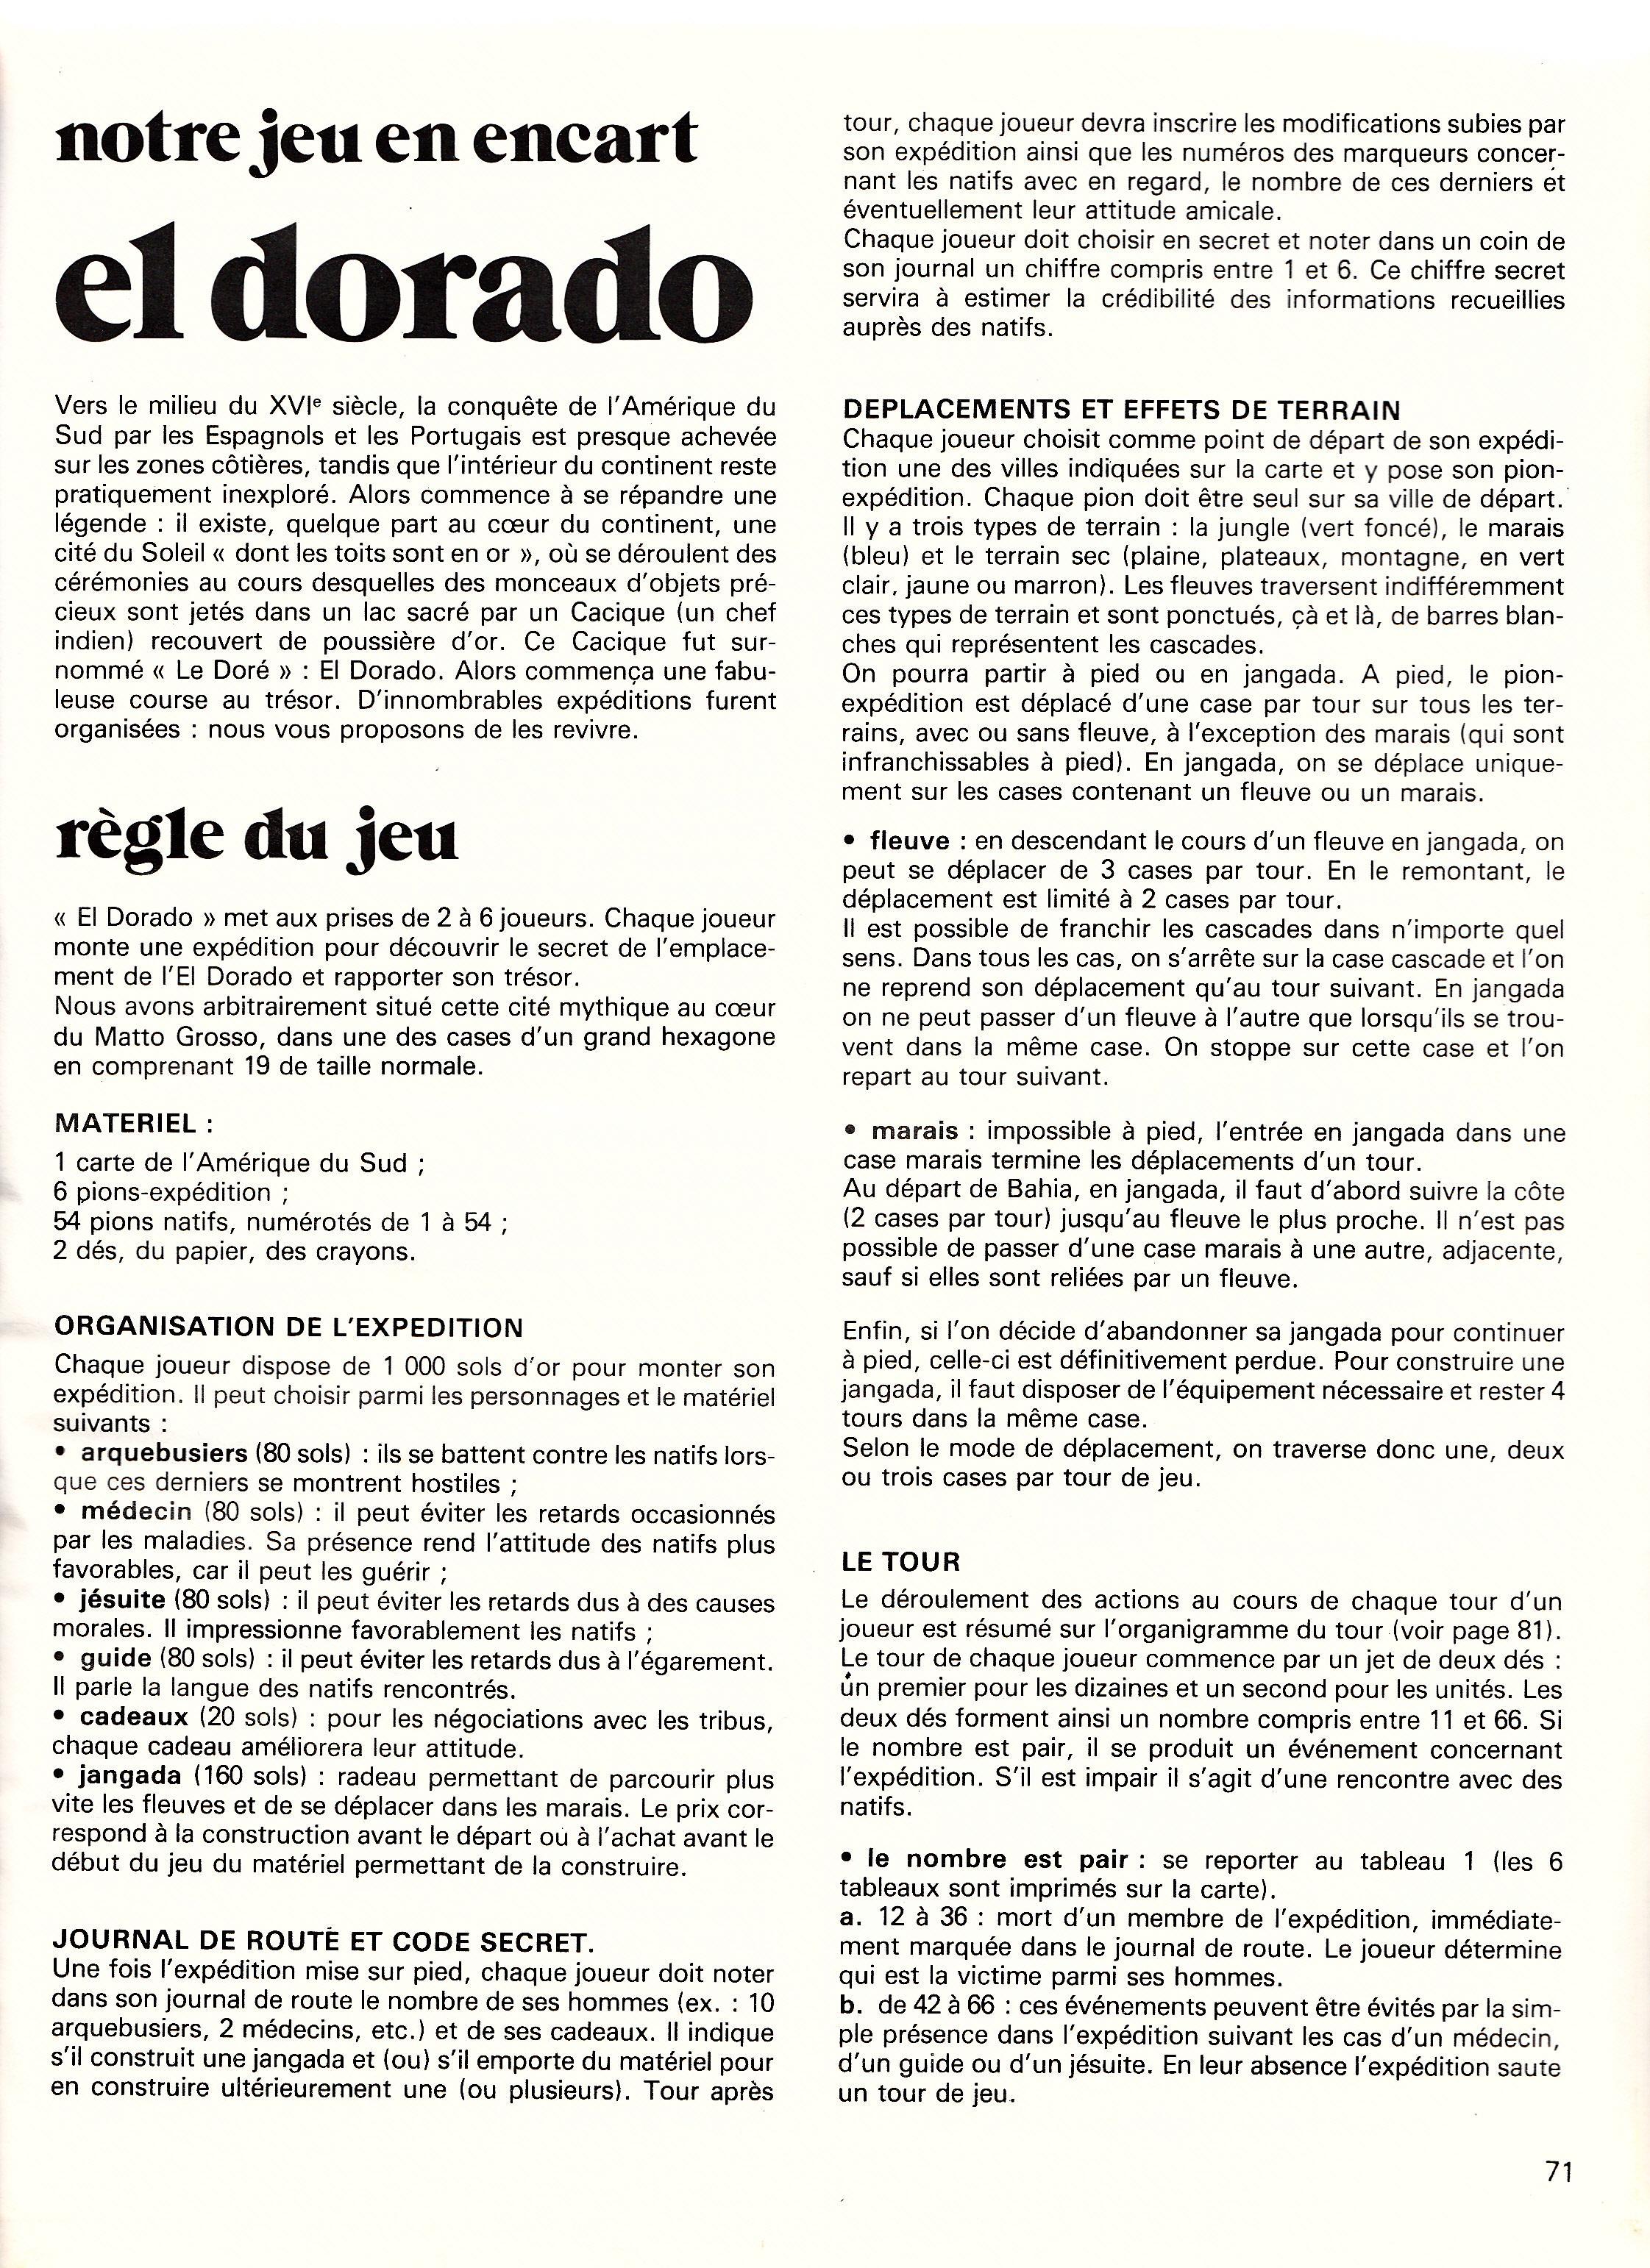 notre jeu en encart
el dorado
Vers le milieu du XVIe siècle, la conquête de l'Amérique du
Sud par les Espagnols et les Portugais est presque achevée
sur les zones côtières, tandis que l'intérieur du continent reste
pratiquement inexploré. Alors commence à se répandre une
légende : il existe, quelque part au cœur du continent, une
cité du Soleil « dont les toits sont en or », où se déroulent des
cérémonies au cours desquelles des monceaux d'objets pré-
cieux sont jetés dans un lac sacré par un Cacique (un chef
indien) recouvert de poussière d'or. Ce Cacique fut sur-
nommé « Le Doré » : El Dorado. Alors commença une fabu-
leuse course au trésor. D'innombrables expéditions furent
organisées : nous vous proposons de les revivre.
règle du jeu
« El Dorado » met aux prises de 2 à 6 joueurs. Chaque joueur
monte une expédition pour découvrir le secret de l'emplace-
ment de l'El Dorado et rapporter son trésor.
Nous avons arbitrairement situé cette cité mythique au cœur
du Matto Grosso, dans une des cases d'un grand hexagone
en comprenant 19 de taille normale.
MATERIEL :
1 carte de l'Amérique du Sud ;
6 pions-expédition ;
54 pions natifs, numérotés de 1 à 54 ;
2 dés, du papier, des crayons.
ORGANISATION DE L'EXPEDITION
Chaque joueur dispose de 1 000 sols d'or pour monter son
expédition. Il peut choisir parmi les personnages et le matériel
suivants :
• arquebusiers (80 sols) : ils se battent contre les natifs lors-
que ces derniers se montrent hostiles ;
• médecin (80 sols) : il peut éviter les retards occasionnés
par les maladies. Sa présence rend l'attitude des natifs plus
favorables, car il peut les guérir ;
• jésuite (80 sols) : il peut éviter les retards dus à des causes
morales. Il impressionne favorablement les natifs ;
• guide (80 sols) : il peut éviter les retards dus à l'égarement.
Il parle la langue des natifs rencontrés.
• cadeaux (20 sols) : pour les négociations avec les tribus,
chaque cadeau améliorera leur attitude.
• jangada (160 sols) : radeau permettant de parcourir plus
vite les fleuves et de se déplacer dans les marais. Le prix cor-
respond à la construction avant le départ ou à l'achat avant le
début du jeu du matériel permettant de la construire.
JOURNAL DE ROUTE ET CODE SECRET.
Une fois l'expédition mise sur pied, chaque joueur doit noter
dans son journal de route le nombre de ses hommes (ex. : 10
arquebusiers, 2 médecins, etc.) et de ses cadeaux. Il indique
s'il construit une jangada et (ou) s'il emporte du matériel pour
en construire ultérieurement une (ou plusieurs). Tour après
tour, chaque joueur devra inscrire les modifications subies par
son expédition ainsi que les numéros des marqueurs concer-
nant les natifs avec en regard, le nombre de ces derniers et
éventuellement leur attitude amicale.
Chaque joueur doit choisir en secret et noter dans un coin de
son journal un chiffre compris entre 1 et 6. Ce chiffre secret
servira à estimer la crédibilité des informations recueillies
auprès des natifs.
DEPLACEMENTS ET EFFETS DE TERRAIN
Chaque joueur choisit comme point de départ de son expédi-
tion une des villes indiquées sur la carte et y pose son pion-
expédition. Chaque pion doit être seul sur sa ville de départ.
Il y a trois types de terrain : la jungle (vert foncé), le marais
(bleu) et le terrain sec (plaine, plateaux, montagne, en vert
clair, jaune ou marron). Les fleuves traversent indifféremment
ces types de terrain et sont ponctués, çà et là, de barres blan-
ches qui représentent les cascades.
On pourra partir à pied ou en jangada. A pied, le pion-
expédition est déplacé d'une case par tour sur tous les ter-
rains, avec ou sans fleuve, à l'exception des marais (qui sont
infranchissables à pied). En jangada, on se déplace unique-
ment sur les cases contenant un fleuve ou un marais.
• fleuve : en descendant le cours d'un fleuve en jangada, on
peut se déplacer de 3 cases par tour. En le remontant, le
déplacement est limité à 2 cases par tour.
Il est possible de franchir les cascades dans n'importe quel
sens. Dans tous les cas, on s'arrête sur la case cascade et l'on
ne reprend son déplacement qu'au tour suivant. En jangada
on ne peut passer d'un fleuve à l'autre que lorsqu'ils se trou-
vent dans la même case. On stoppe sur cette case et l'on
repart au tour suivant.
• marais : impossible à pied, l'entrée en jangada dans une
case marais termine les déplacements d'un tour.
Au départ de Bahia, en jangada, il faut d'abord suivre la côte
(2 cases par tour) jusqu'au fleuve le plus proche. Il n'est pas
possible de passer d'une case marais à une autre, adjacente,
sauf si elles sont reliées par un fleuve.
Enfin, si l'on décide d'abandonner sa jangada pour continuer
à pied, celle-ci est définitivement perdue. Pour construire une
jangada, il faut disposer de l'équipement nécessaire et rester 4
tours dans la même case.
Selon le mode de déplacement, on traverse donc une, deux
ou trois cases par tour de jeu.
LE TOUR
Le déroulement des actions au cours de chaque tour d'un
joueur est résumé sur l'organigramme du tour (voir page 81).
Le tour de chaque joueur commence par un jet de deux dés :
un premier pour les dizaines et un second pour les unités. Les
deux dés forment ainsi un nombre compris entre 11 et 66. Si
le nombre est pair, il se produit un événement concernant
l'expédition. S'il est impair il s'agit d'une rencontre avec des
natifs.
• le nombre est pair : se reporter au tableau 1 (les 6
tableaux sont imprimés sur la carte).
a. 12 à 36 : mort d'un membre de l'expédition, immédiate-
ment marquée dans le journal de route. Le joueur détermine
qui est la victime parmi ses hommes.
b. de 42 à 66 : ces événements peuvent être évités par la sim-
ple présence dans l'expédition suivant les cas d'un médecin,
d'un guide ou d'un jésuite. En leur absence l'expédition saute
un tour de jeu.
71